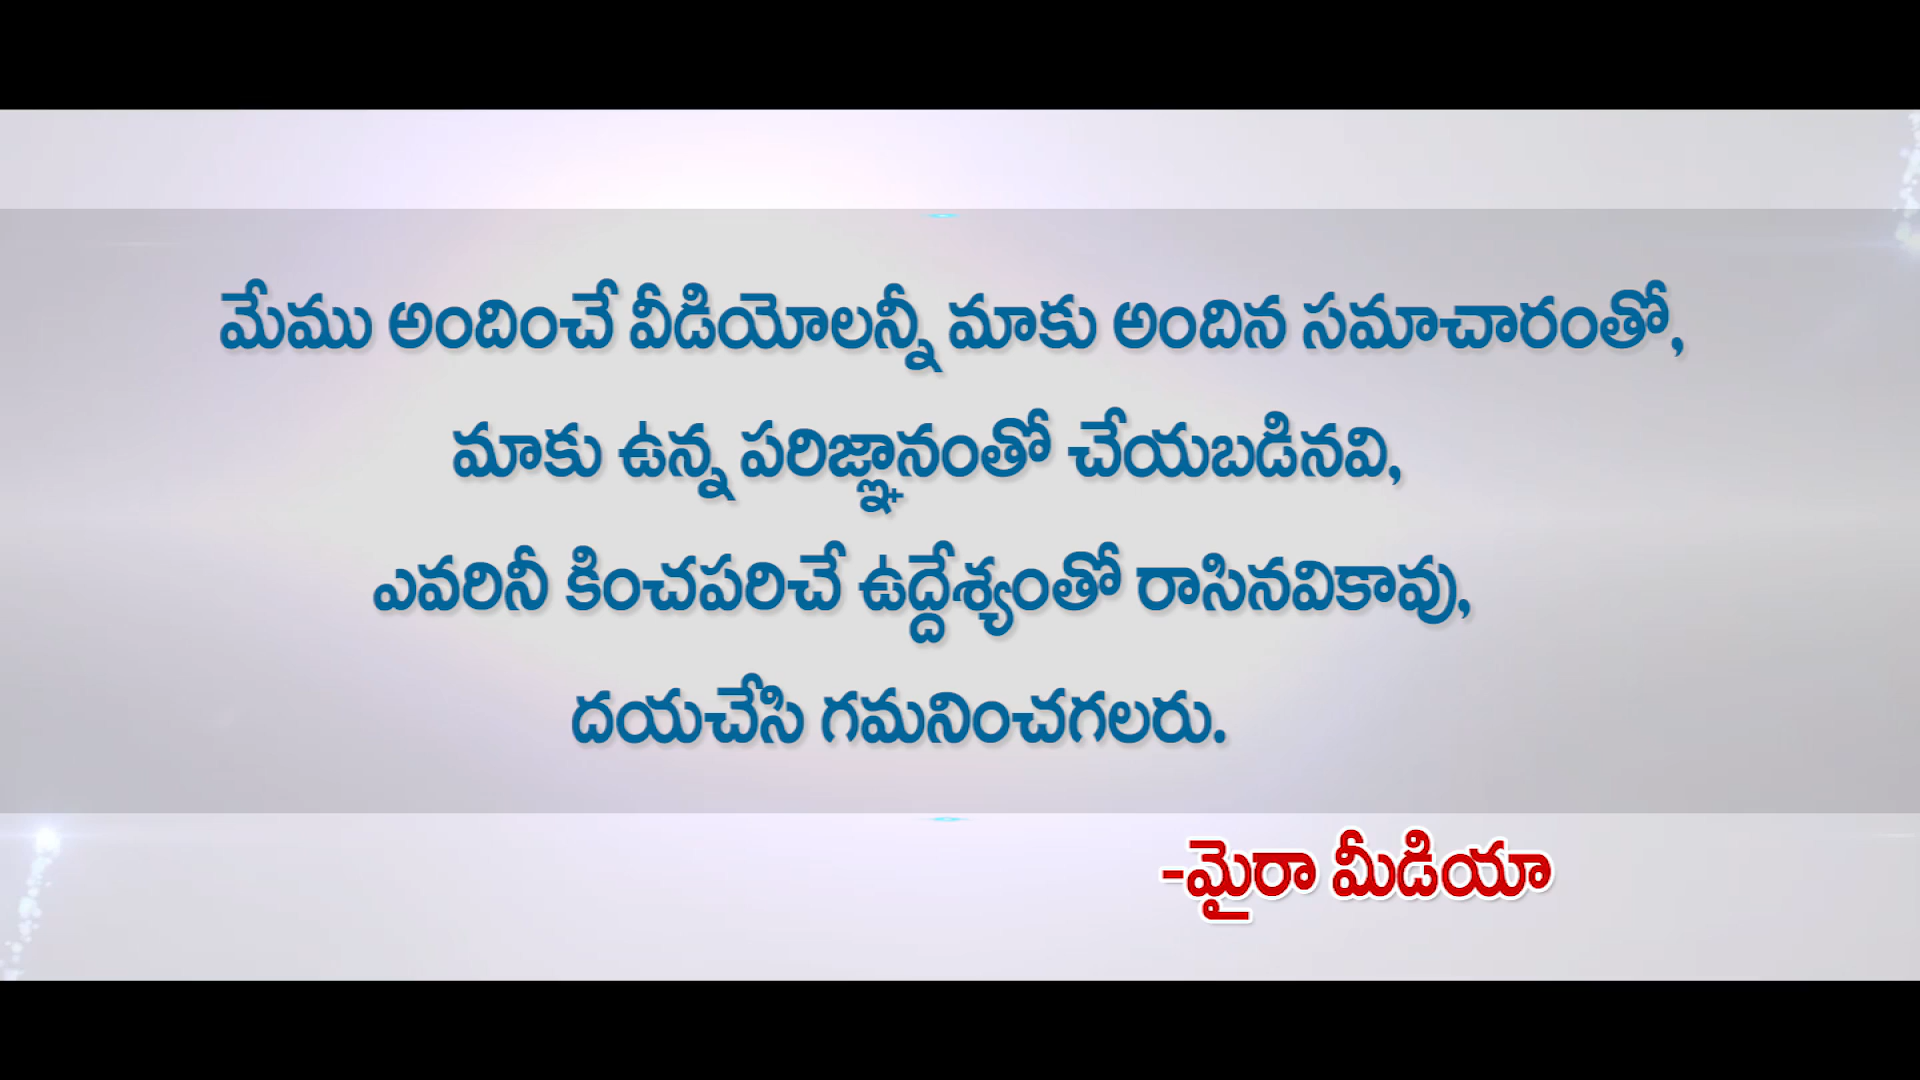 మేము అందించే వీడియోలన్నీ మాకు అందిన సమాచారంతో,
మాకు ఉన్న పరిజ్ఞానంతో చేయబడినవి,
ఎవరినీ కించపరిచే ఉద్దేశ్యంతో రాసినవికావు,
దయచేసి గమనించగలరు.
-మైరా మీడియా